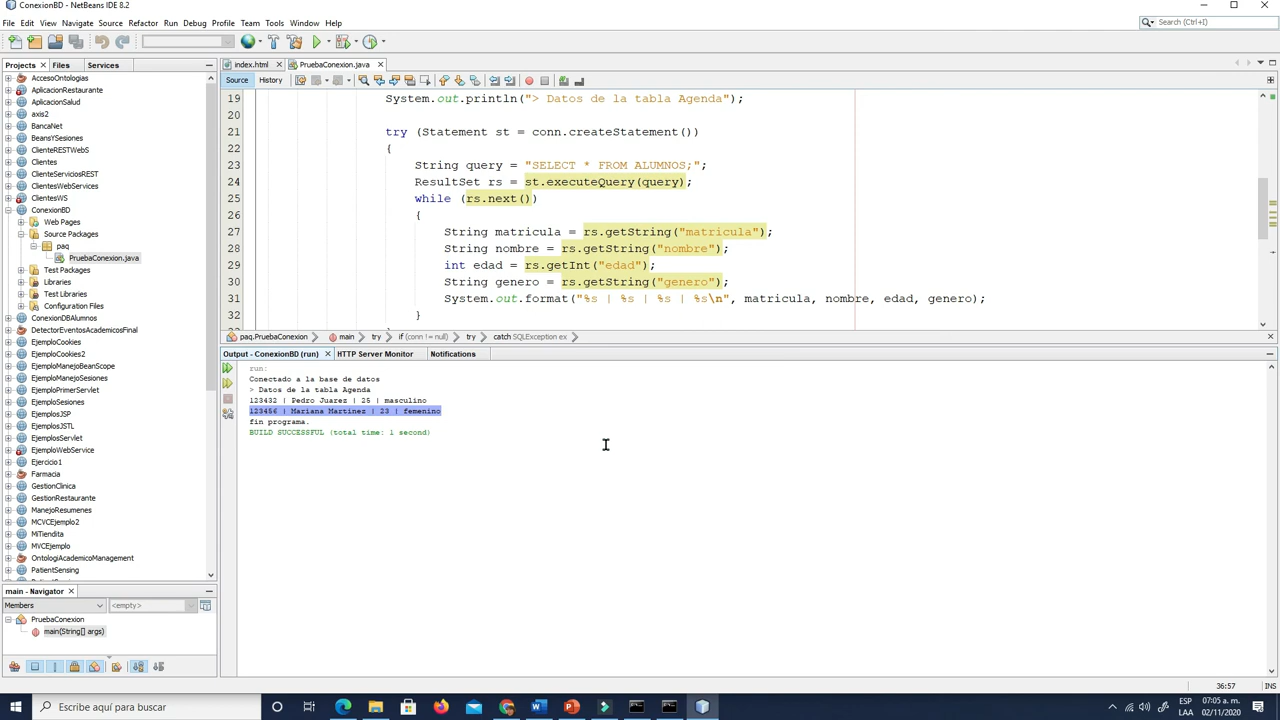 ConexionBD - NetBeans IDE 8.2
File Edit View Navigate Source Refactor Run Debug Profile Team Tools Window Help
Search (Ctrl+I)
Projects Files Services
index.html PruebaConexion.java
AccesoOntologias
AplicacionRestaurante
AplicacionSalud
axis2
BancaNet
BeansYSesiones
ClienteRESTWebS
Clientes
ClienteServiciosREST
ClientesWebServices
ClientesWS
ConexionBD
Web Pages
Source Packages
paq
PruebaConexion.java
Test Packages
Libraries
Test Libraries
Configuration Files
ConexionDBAlumnos
DetectorEventosAcademicosFinal
EjemploCookies
EjemploCookies2
EjemploManejoBeanScope
EjemploManejoSesiones
EjemploPrimerServlet
EjemploSesiones
EjemplosJSP
EjemplosJSTL
EjemplosServlet
EjemploWebService
Ejercicio1
Farmacia
GestionClinica
GestionRestaurante
ManejoResumenes
MCVCEjemplo2
MiTiendita
MVCEjemplo
OntologiAcademicoManagement
PatientSensing
Source History
19 System.out.println("> Datos de la tabla Agenda");
20
21 try (Statement st = conn.createStatement())
22 {
23 String query = "SELECT * FROM ALUMNOS;";
24 ResultSet rs = st.executeQuery(query);
25 while (rs.next())
26 {
27 String matricula = rs.getString("matricula");
28 String nombre = rs.getString("nombre");
29 int edad = rs.getInt("edad");
30 String genero = rs.getString("genero");
31 System.out.format("%s | %s | %s | %s\n", matricula, nombre, edad, genero);
32 }
paq.PruebaConexion main try if (conn != null) try catch SQLException ex
Output - ConexionBD (run) HTTP Server Monitor Notifications
run:
Conectado a la base de datos
> Datos de la tabla Agenda
123432 | Pedro Juarez | 25 | masculino
123456 | Mariana Martinez | 23 | femenino
fin programa.
BUILD SUCCESSFUL (total time: 1 second)
main - Navigator
Members <empty>
PruebaConexion
main(String[] args)
36:57 INS
Escribe aquí para buscar
ESP
LAA
07:05 a. m.
02/11/2020